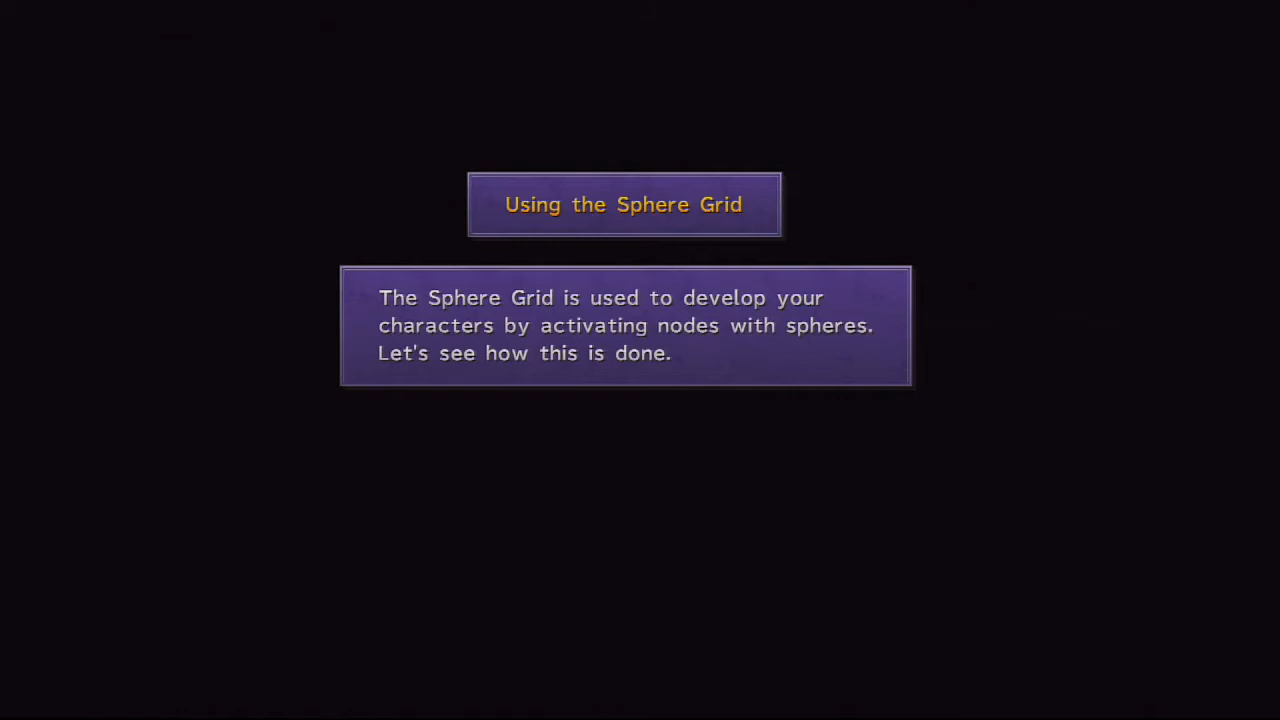 Using the Sphere Grid
The Sphere Grid is used to develop your
characters by activating nodes with spheres.
Let's see how this is done.